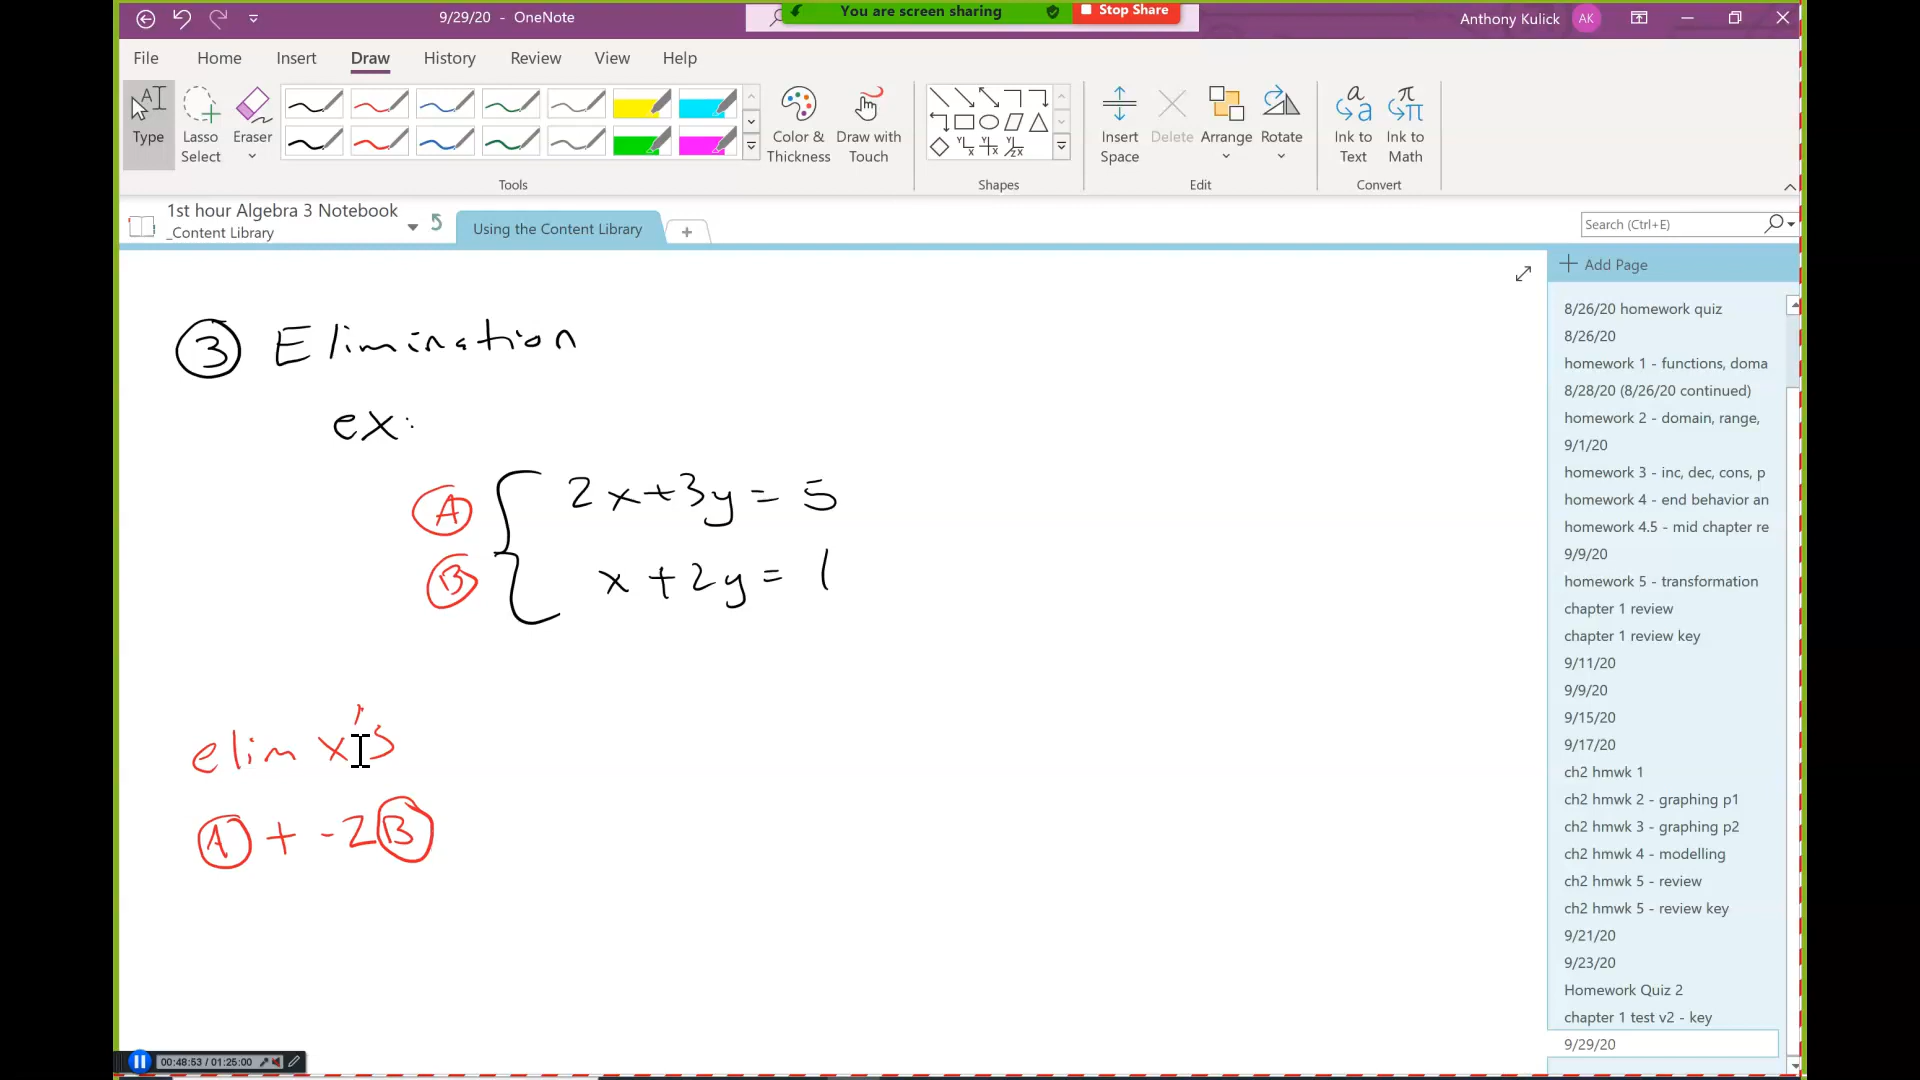 9/29/20 - OneNote
You are screen sharing
Stop Share
Anthony Kulick
AK
File Home Insert Draw History Review View Help
Type
Lasso Select
Eraser
Color & Thickness
Draw with Touch
Insert Space
Delete
Arrange
Rotate
Ink to Text
Ink to Math
Tools
Shapes
Edit
Convert
1st hour Algebra 3 Notebook
_Content Library
Using the Content Library
Search (Ctrl+E)
Add Page
8/26/20 homework quiz
8/26/20
homework 1 - functions, doma
8/28/20 (8/26/20 continued)
homework 2 - domain, range,
9/1/20
homework 3 - inc, dec, cons, p
homework 4 - end behavior an
homework 4.5 - mid chapter re
9/9/20
homework 5 - transformation
chapter 1 review
chapter 1 review key
9/11/20
9/9/20
9/15/20
9/17/20
ch2 hmwk 1
ch2 hmwk 2 - graphing p1
ch2 hmwk 3 - graphing p2
ch2 hmwk 4 - modelling
ch2 hmwk 5 - review
ch2 hmwk 5 - review key
9/21/20
9/23/20
Homework Quiz 2
chapter 1 test v2 - key
9/29/20
3 Elimination
ex:
A 2x+3y = 5
B x+2y = 1
elim x's
A + -2B
00:48:53 / 01:25:00